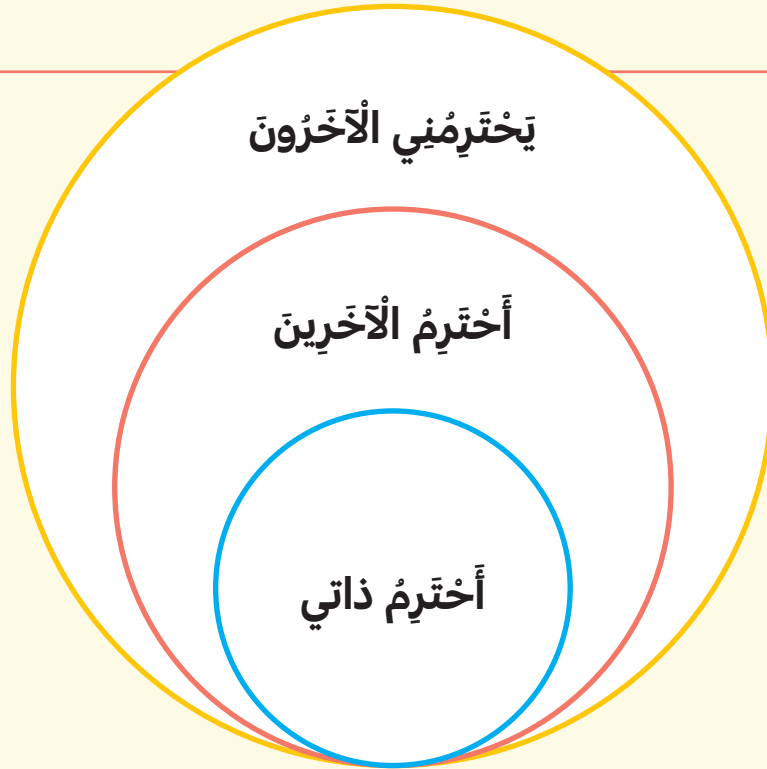 يَحْتَرِمُنِي الْآخَرُونَ
أَحْتَرِمُ الْآخَرِينَ
أَحْتَرِمُ ذاتي